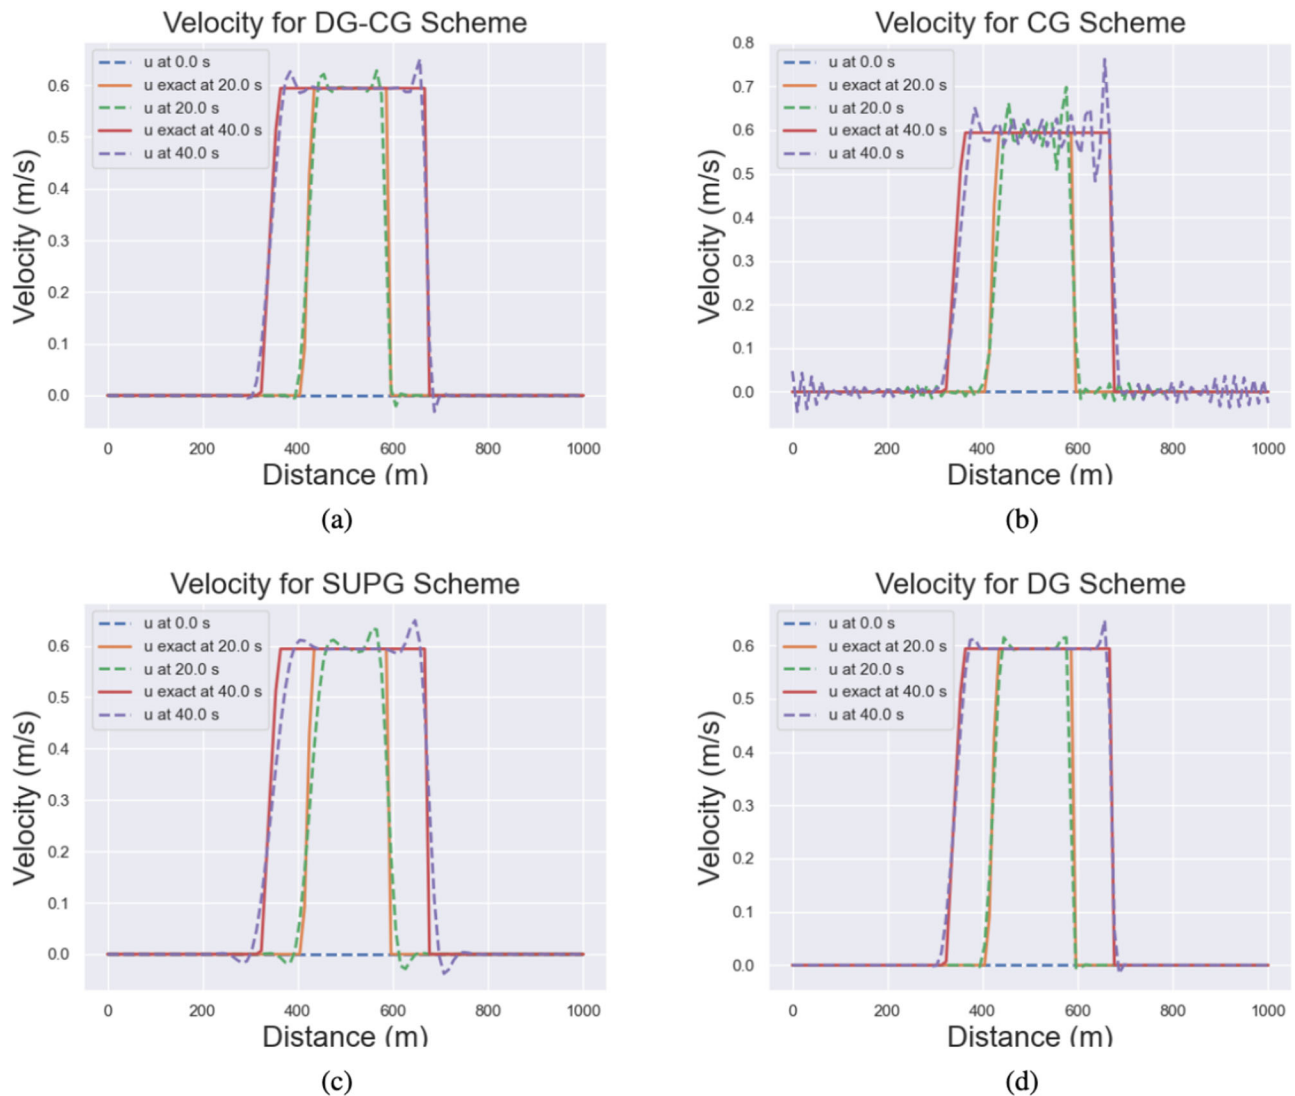 Velocity for DG-CG Scheme
u at 0.0 s
u exact at 20.0 s
u at 20.0 s
u exact at 40.0 s
u at 40.0 s
Velocity (m/s)
0.6
0.5
0.4
0.3
0.2
0.1
0.0
0 200 400 600 800 1000
Distance (m)
(a)
Velocity for CG Scheme
u at 0.0 s
u exact at 20.0 s
u at 20.0 s
u exact at 40.0 s
u at 40.0 s
Velocity (m/s)
0.8
0.7
0.6
0.5
0.4
0.3
0.2
0.1
0.0
0 200 400 600 800 1000
Distance (m)
(b)
Velocity for SUPG Scheme
u at 0.0 s
u exact at 20.0 s
u at 20.0 s
u exact at 40.0 s
u at 40.0 s
Velocity (m/s)
0.6
0.5
0.4
0.3
0.2
0.1
0.0
0 200 400 600 800 1000
Distance (m)
(c)
Velocity for DG Scheme
u at 0.0 s
u exact at 20.0 s
u at 20.0 s
u exact at 40.0 s
u at 40.0 s
Velocity (m/s)
0.6
0.5
0.4
0.3
0.2
0.1
0.0
0 200 400 600 800 1000
Distance (m)
(d)